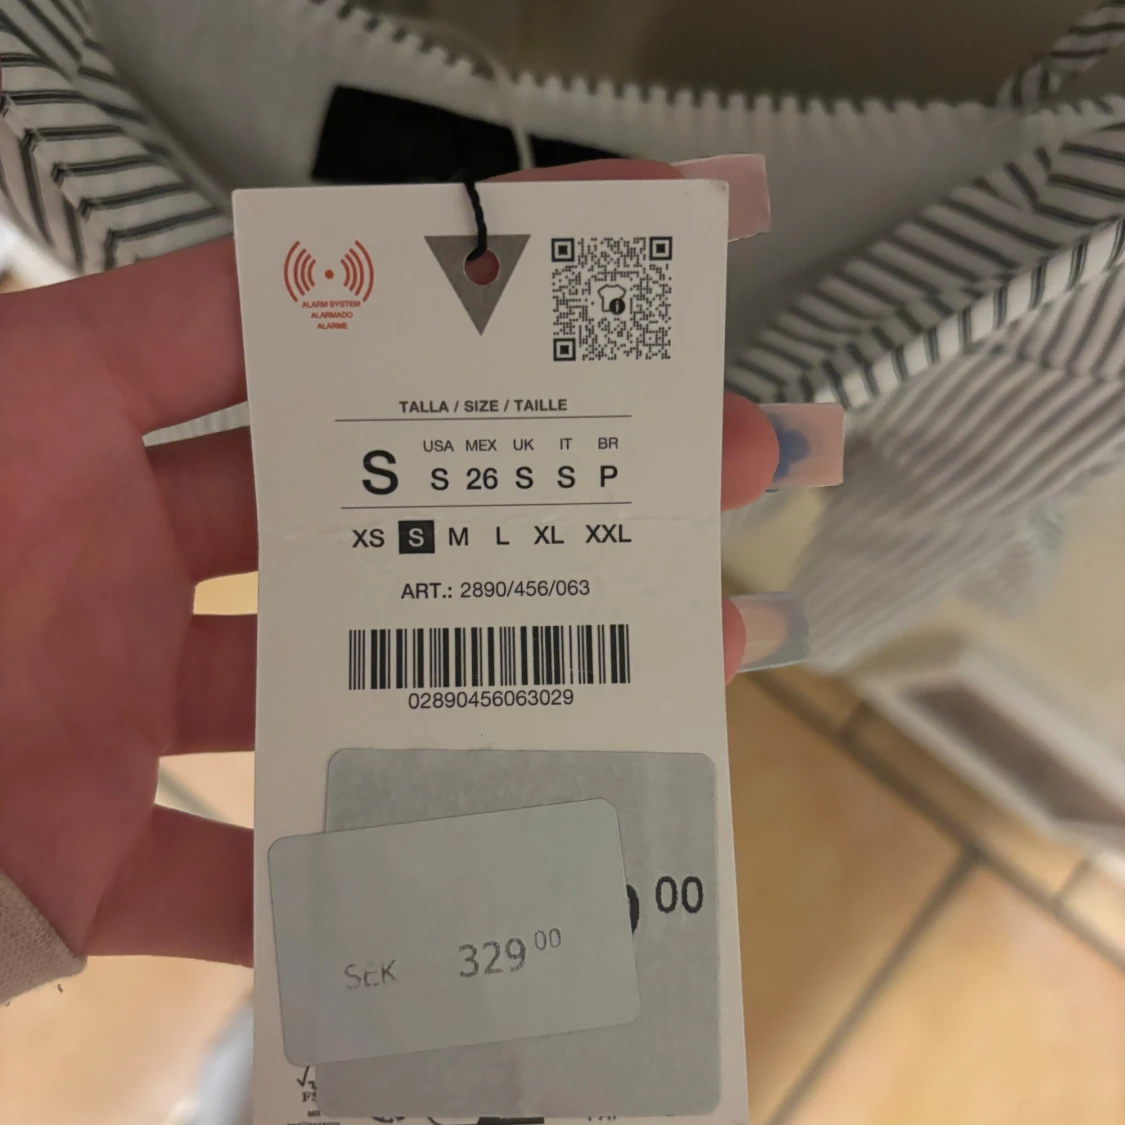 ALARM SYSTEM
ALARMADO
ALARME
TALLA / SIZE / TAILLE
S
USA MEX UK IT BR
S 26 S S P
XS S M L XL XXL
ART.: 2890/456/063
02890456063029
00
SEK 329 00